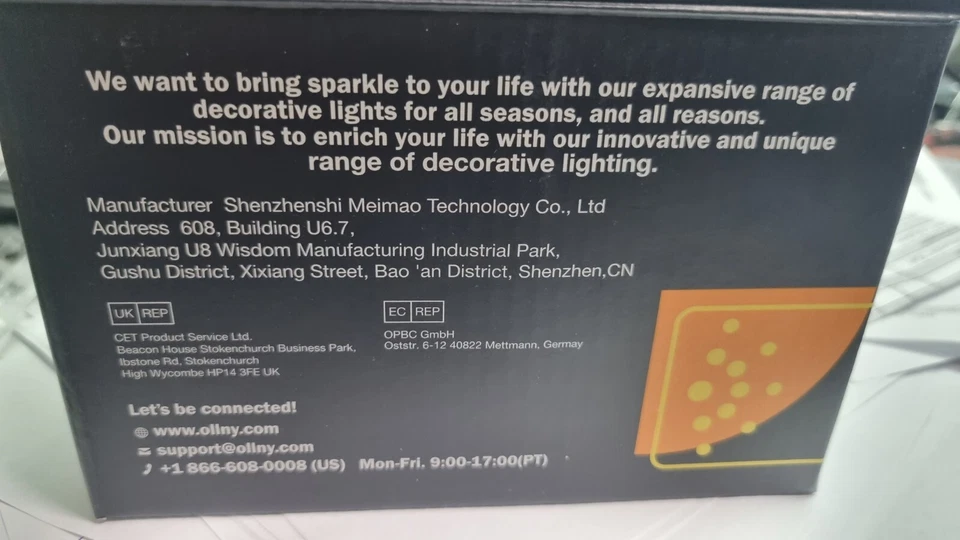 We want to bring sparkle to your life with our expansive range of
decorative lights for all seasons, and all reasons.
Our mission is to enrich your life with our innovative and unique
range of decorative lighting.
Manufacturer Shenzhenshi Meimao Technology Co., Ltd
Address 608, Building U6.7,
Junxiang U8 Wisdom Manufacturing Industrial Park,
Gushu District, Xixiang Street, Bao 'an District, Shenzhen,CN
UK REP
CET Product Service Ltd.
Beacon House Stokenchurch Business Park,
Ibstone Rd, Stokenchurch
High Wycombe HP14 3FE UK
EC REP
OPBC GmbH
Oststr. 6-12 40822 Mettmann, Germay
Let's be connected!
www.ollny.com
support@ollny.com
+1 866-608-0008 (US) Mon-Fri. 9:00-17:00(PT)